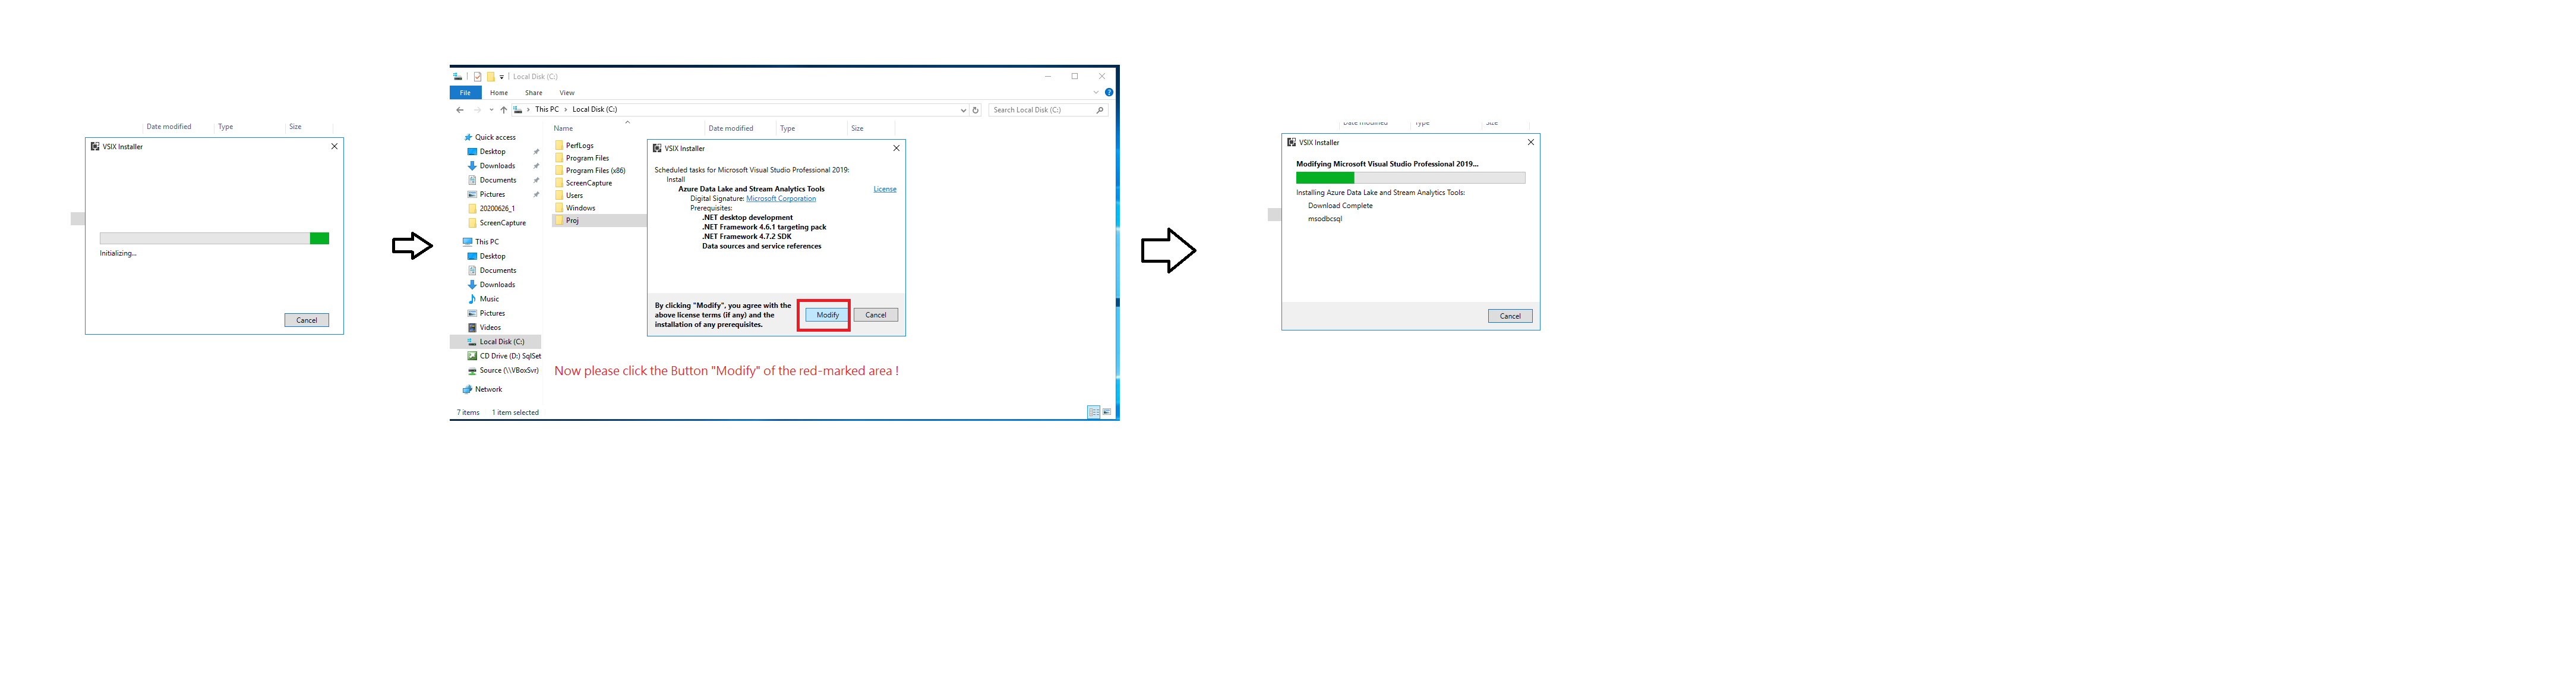 Date modified Type Size
VSIX Installer
Initializing...
Cancel
Local Disk (C:)
File Home Share View
This PC > Local Disk (C:)
Search Local Disk (C:)
Quick access
Desktop
Downloads
Documents
Pictures
20200626_1
ScreenCapture
This PC
Desktop
Documents
Downloads
Music
Pictures
Videos
Local Disk (C:)
CD Drive (D:) SqlSet
Source (\\VBoxSvr)
Network
7 items 1 item selected
Name Date modified Type Size
PerfLogs
Program Files
Program Files (x86)
ScreenCapture
Users
Windows
Proj
VSIX Installer
Scheduled tasks for Microsoft Visual Studio Professional 2019:
Install
Azure Data Lake and Stream Analytics Tools License
Digital Signature: Microsoft Corporation
Prerequisites:
.NET desktop development
.NET Framework 4.6.1 targeting pack
.NET Framework 4.7.2 SDK
Data sources and service references
By clicking "Modify", you agree with the
above license terms (if any) and the
installation of any prerequisites.
Modify Cancel
Now please click the Button "Modify" of the red-marked area !
Date modified Type Size
VSIX Installer
Modifying Microsoft Visual Studio Professional 2019...
Installing Azure Data Lake and Stream Analytics Tools:
Download Complete
msodbcsql
Cancel